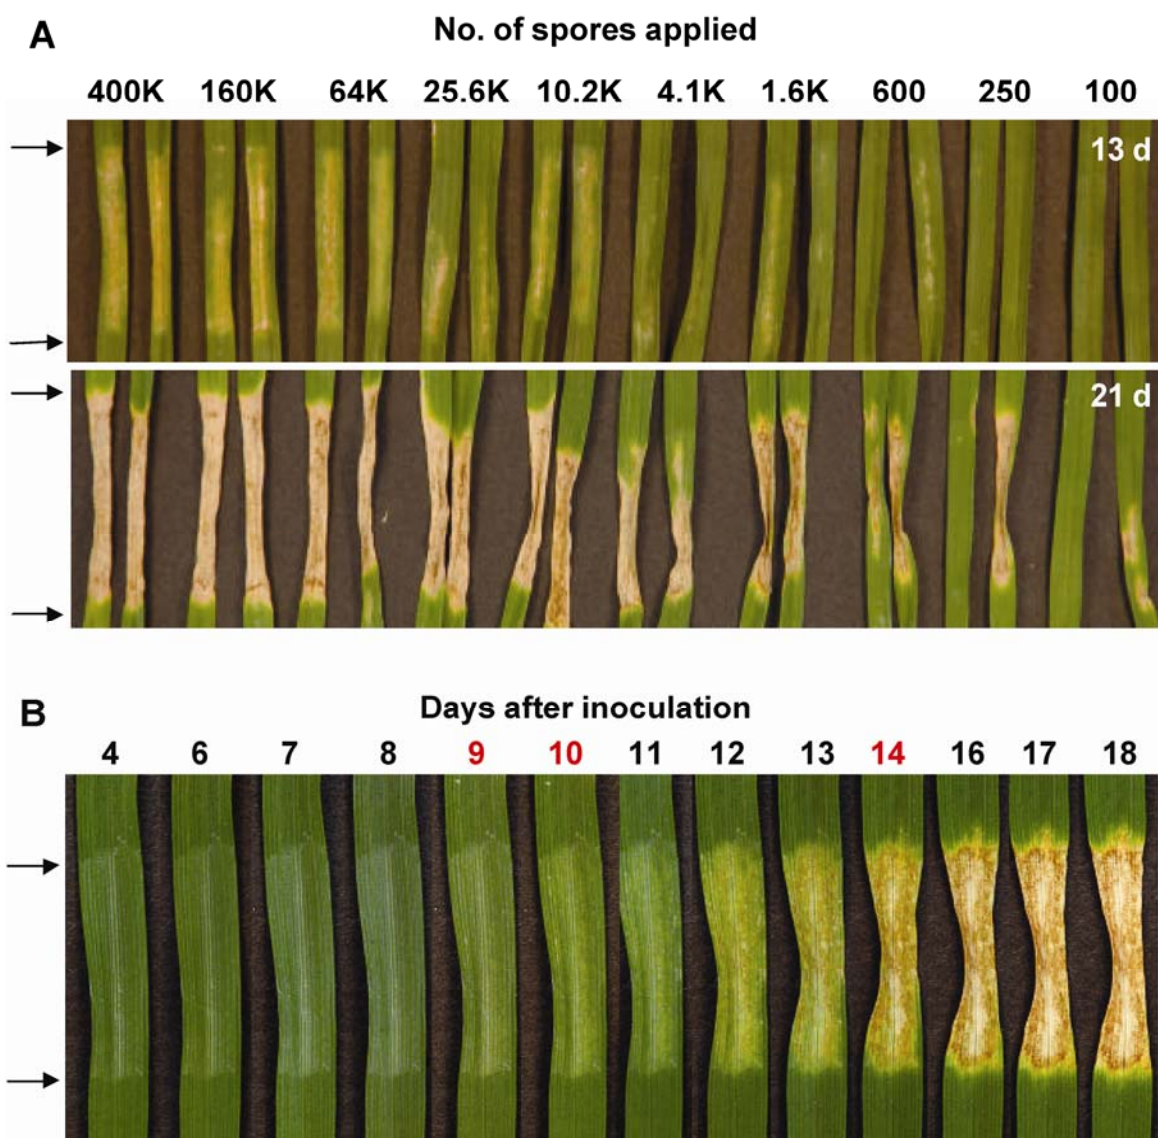 A
No. of spores applied
400K 160K 64K 25.6K 10.2K 4.1K 1.6K 600 250 100
13 d
21 d
B
Days after inoculation
4 6 7 8 9 10 11 12 13 14 16 17 18